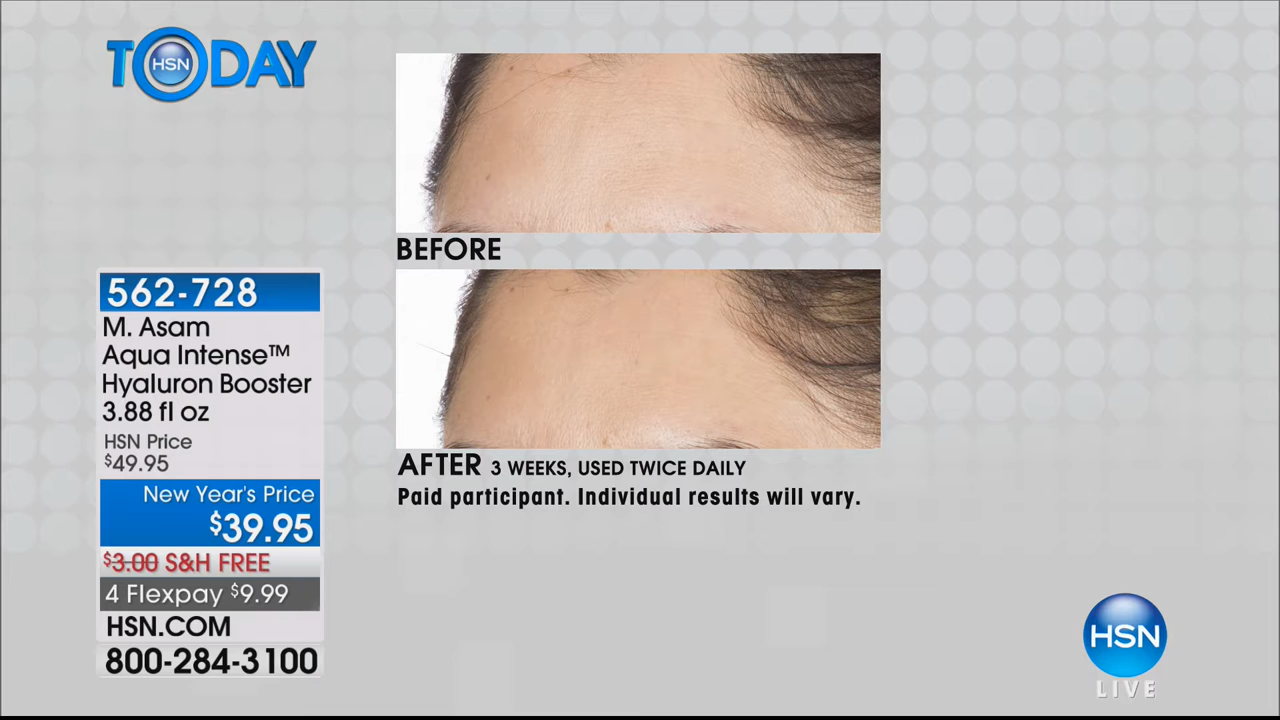 TODAY
HSN
BEFORE
AFTER 3 WEEKS, USED TWICE DAILY
Paid participant. Individual results will vary.
562-728
M. Asam
Aqua Intense™
Hyaluron Booster
3.88 fl oz
HSN Price
$49.95
New Year's Price
$39.95
$3.00 S&H FREE
4 Flexpay $9.99
HSN.COM
800-284-3100
HSN
LIVE